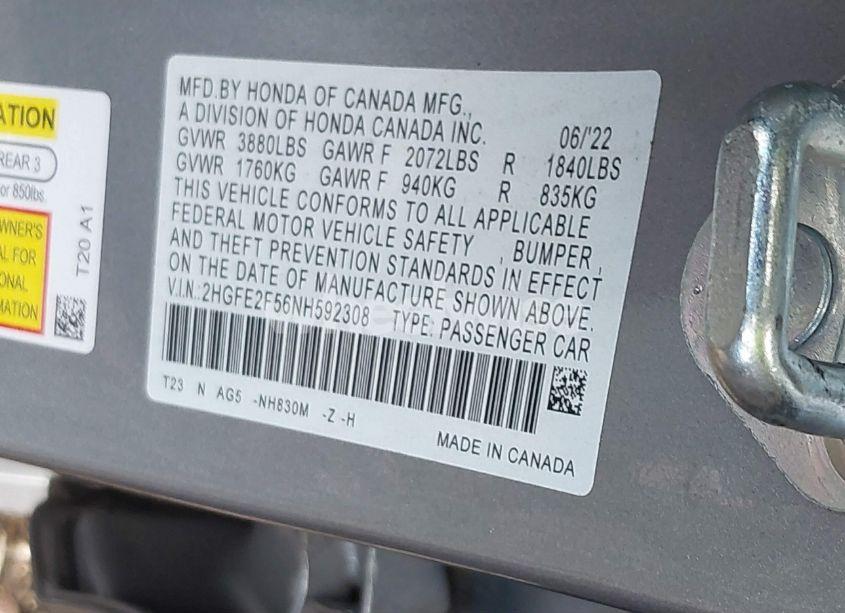 ATION
REAR 3
or 850lbs.
WNER'S
AL FOR
ONAL
MATION
T20 A1
MFD.BY HONDA OF CANADA MFG.,
A DIVISION OF HONDA CANADA INC. 06/'22
GVWR 3880LBS GAWR F 2072LBS R 1840LBS
GVWR 1760KG GAWR F 940KG R 835KG
THIS VEHICLE CONFORMS TO ALL APPLICABLE
FEDERAL MOTOR VEHICLE SAFETY , BUMPER ,
AND THEFT PREVENTION STANDARDS IN EFFECT
ON THE DATE OF MANUFACTURE SHOWN ABOVE.
V.I.N.:2HGFE2F56NH592308 TYPE: PASSENGER CAR
T23 N AG5 -NH830M -Z -H
MADE IN CANADA